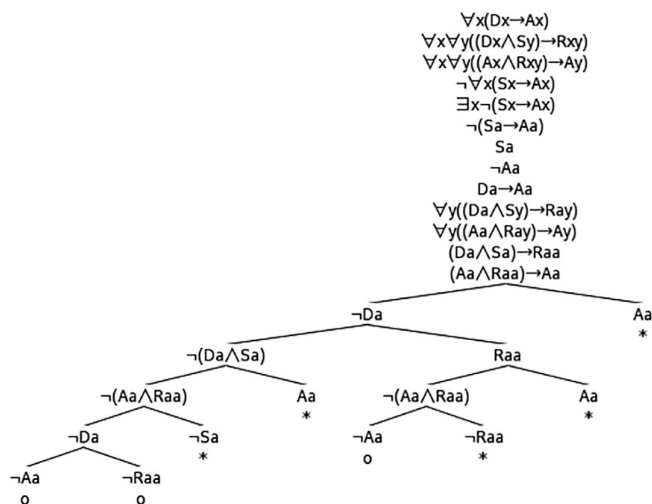 ∀x(Dx→Ax)
∀x∀y((Dx∧Sy)→Rxy)
∀x∀y((Ax∧Rxy)→Ay)
¬∀x(Sx→Ax)
∃x¬(Sx→Ax)
¬(Sa→Aa)
Sa
¬Aa
Da→Aa
∀y((Da∧Sy)→Ray)
∀y((Aa∧Ray)→Ay)
(Da∧Sa)→Raa
(Aa∧Raa)→Aa
¬Da Aa
*
¬(Da∧Sa) Raa
¬(Aa∧Raa) Aa ¬(Aa∧Raa) Aa
* *
¬Da ¬Sa ¬Aa ¬Raa
* o *
¬Aa ¬Raa
o o